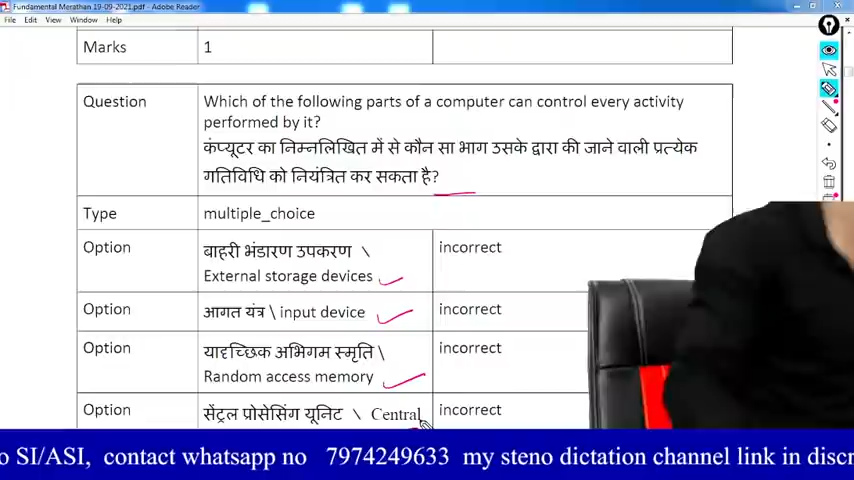 Fundamental Merathan 19-09-2021.pdf - Adobe Reader
File Edit View Window Help
Marks 1
Question Which of the following parts of a computer can control every activity
performed by it?
कंप्यूटर का निम्नलिखित में से कौन सा भाग उसके द्वारा की जाने वाली प्रत्येक
गतिविधि को नियंत्रित कर सकता है?
Type multiple_choice
Option बाहरी भंडारण उपकरण \ incorrect
External storage devices
Option आगत यंत्र \ input device incorrect
Option यादृच्छिक अभिगम स्मृति \ incorrect
Random access memory
Option सेंट्रल प्रोसेसिंग यूनिट \ Central incorrect
o SI/ASI, contact whatsapp no 7974249633 my steno dictation channel link in discr